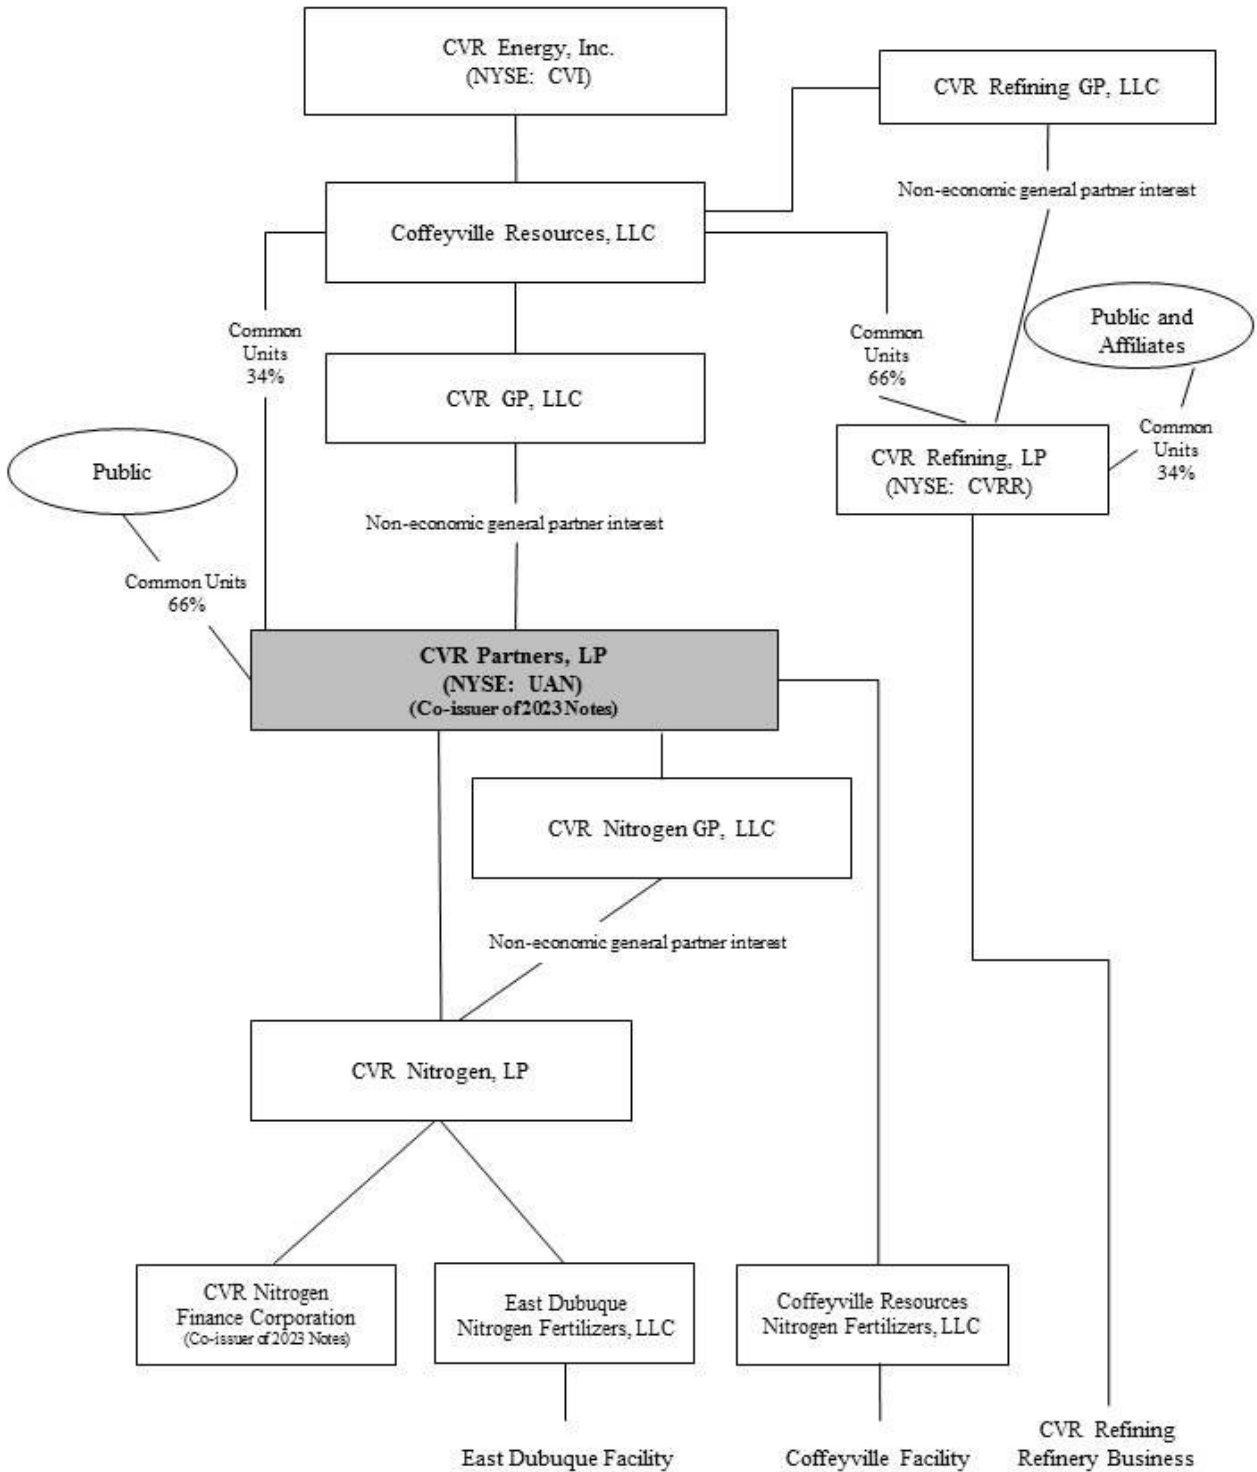 CVR Energy, Inc.
(NYSE: CVI)
CVR Refining GP, LLC
Non-economic general partner interest
Coffeyville Resources, LLC
Common
Units
34%
Common
Units
66%
Public and
Affiliates
CVR GP, LLC
Common
Units
34%
CVR Refining, LP
(NYSE: CVRR)
Public
Non-economic general partner interest
Common Units
66%
CVR Partners, LP
(NYSE: UAN)
(Co-issuer of 2023 Notes)
CVR Nitrogen GP, LLC
Non-economic general partner interest
CVR Nitrogen, LP
CVR Nitrogen
Finance Corporation
(Co-issuer of 2023 Notes)
East Dubuque
Nitrogen Fertilizers, LLC
Coffeyville Resources
Nitrogen Fertilizers, LLC
East Dubuque Facility
Coffeyville Facility
CVR Refining
Refinery Business